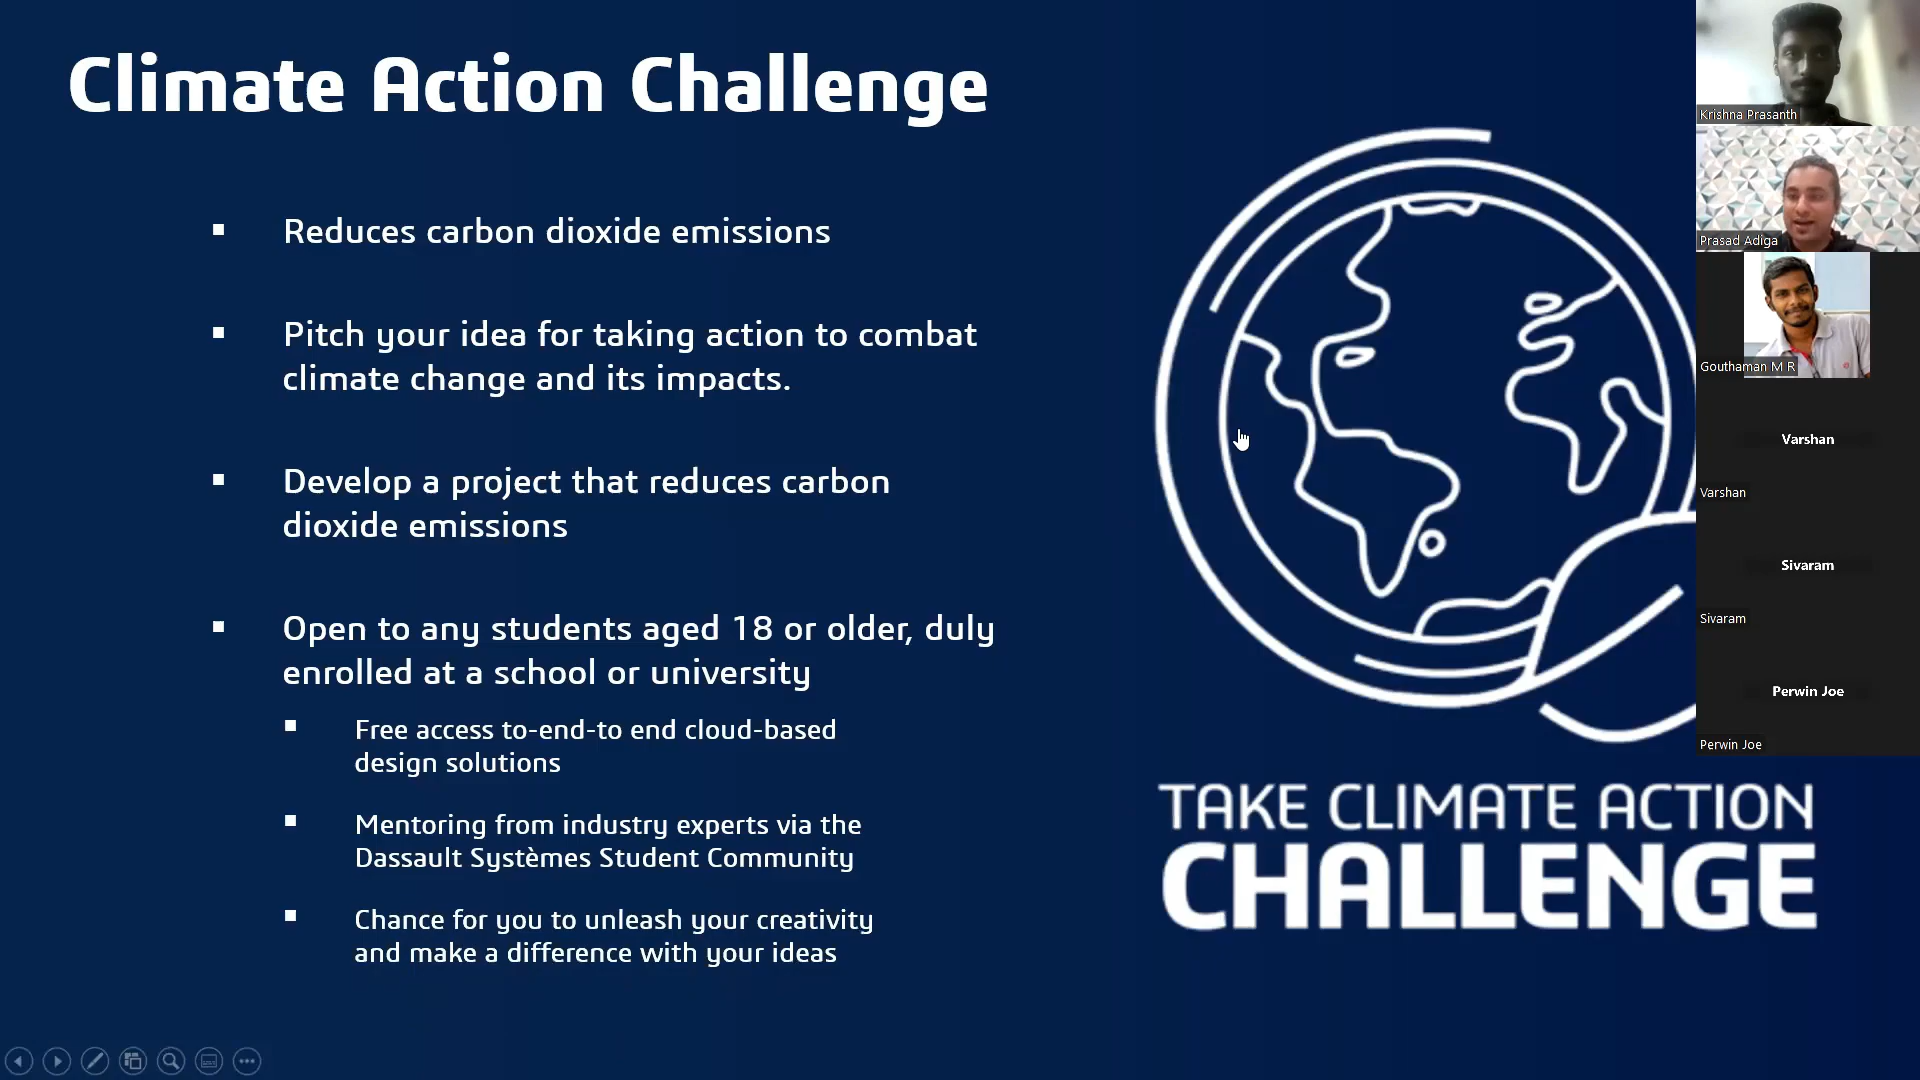 Climate Action Challenge
▪ Reduces carbon dioxide emissions
▪ Pitch your idea for taking action to combat
climate change and its impacts.
▪ Develop a project that reduces carbon
dioxide emissions
▪ Open to any students aged 18 or older, duly
enrolled at a school or university
▪ Free access to-end-to end cloud-based
design solutions
▪ Mentoring from industry experts via the
Dassault Systèmes Student Community
▪ Chance for you to unleash your creativity
and make a difference with your ideas
TAKE CLIMATE ACTION
CHALLENGE
Krishna Prasanth
Prasad Adiga
Gouthaman M R
Varshan
Varshan
Sivaram
Sivaram
Perwin Joe
Perwin Joe